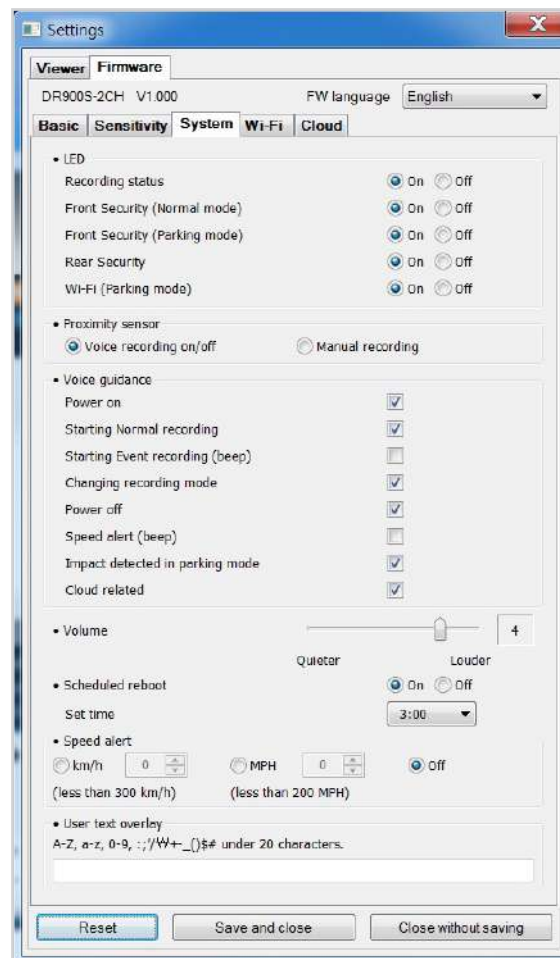 Settings
Viewer Firmware
DR900S-2CH V1.000 FW language English
Basic Sensitivity System Wi-Fi Cloud
• LED
Recording status On Off
Front Security (Normal mode) On Off
Front Security (Parking mode) On Off
Rear Security On Off
Wi-Fi (Parking mode) On Off
• Proximity sensor
Voice recording on/off Manual recording
• Voice guidance
Power on
Starting Normal recording
Starting Event recording (beep)
Changing recording mode
Power off
Speed alert (beep)
Impact detected in parking mode
Cloud related
• Volume 4
Quieter Louder
• Scheduled reboot On Off
Set time 3:00
• Speed alert
km/h 0 MPH 0 Off
(less than 300 km/h) (less than 200 MPH)
• User text overlay
A-Z, a-z, 0-9, :;'/₩+-_()$# under 20 characters.
Reset Save and close Close without saving